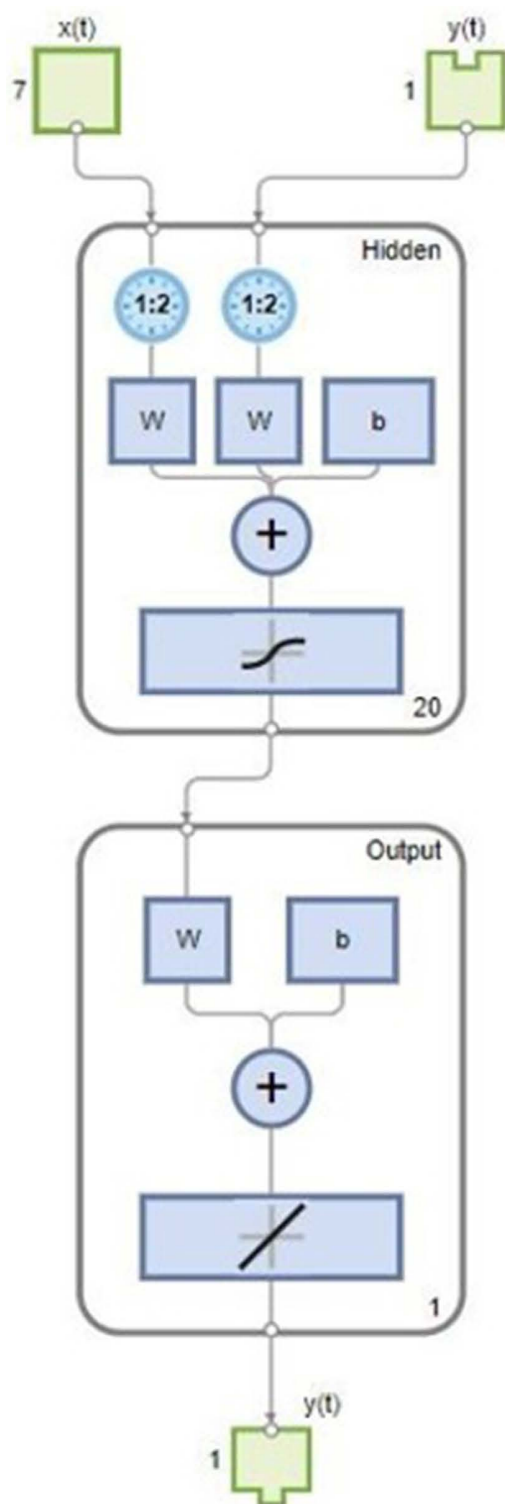 x(t) y(t)
7 1
Hidden
1:2 1:2
W W b
+
20
Output
W b
+
1
y(t)
1